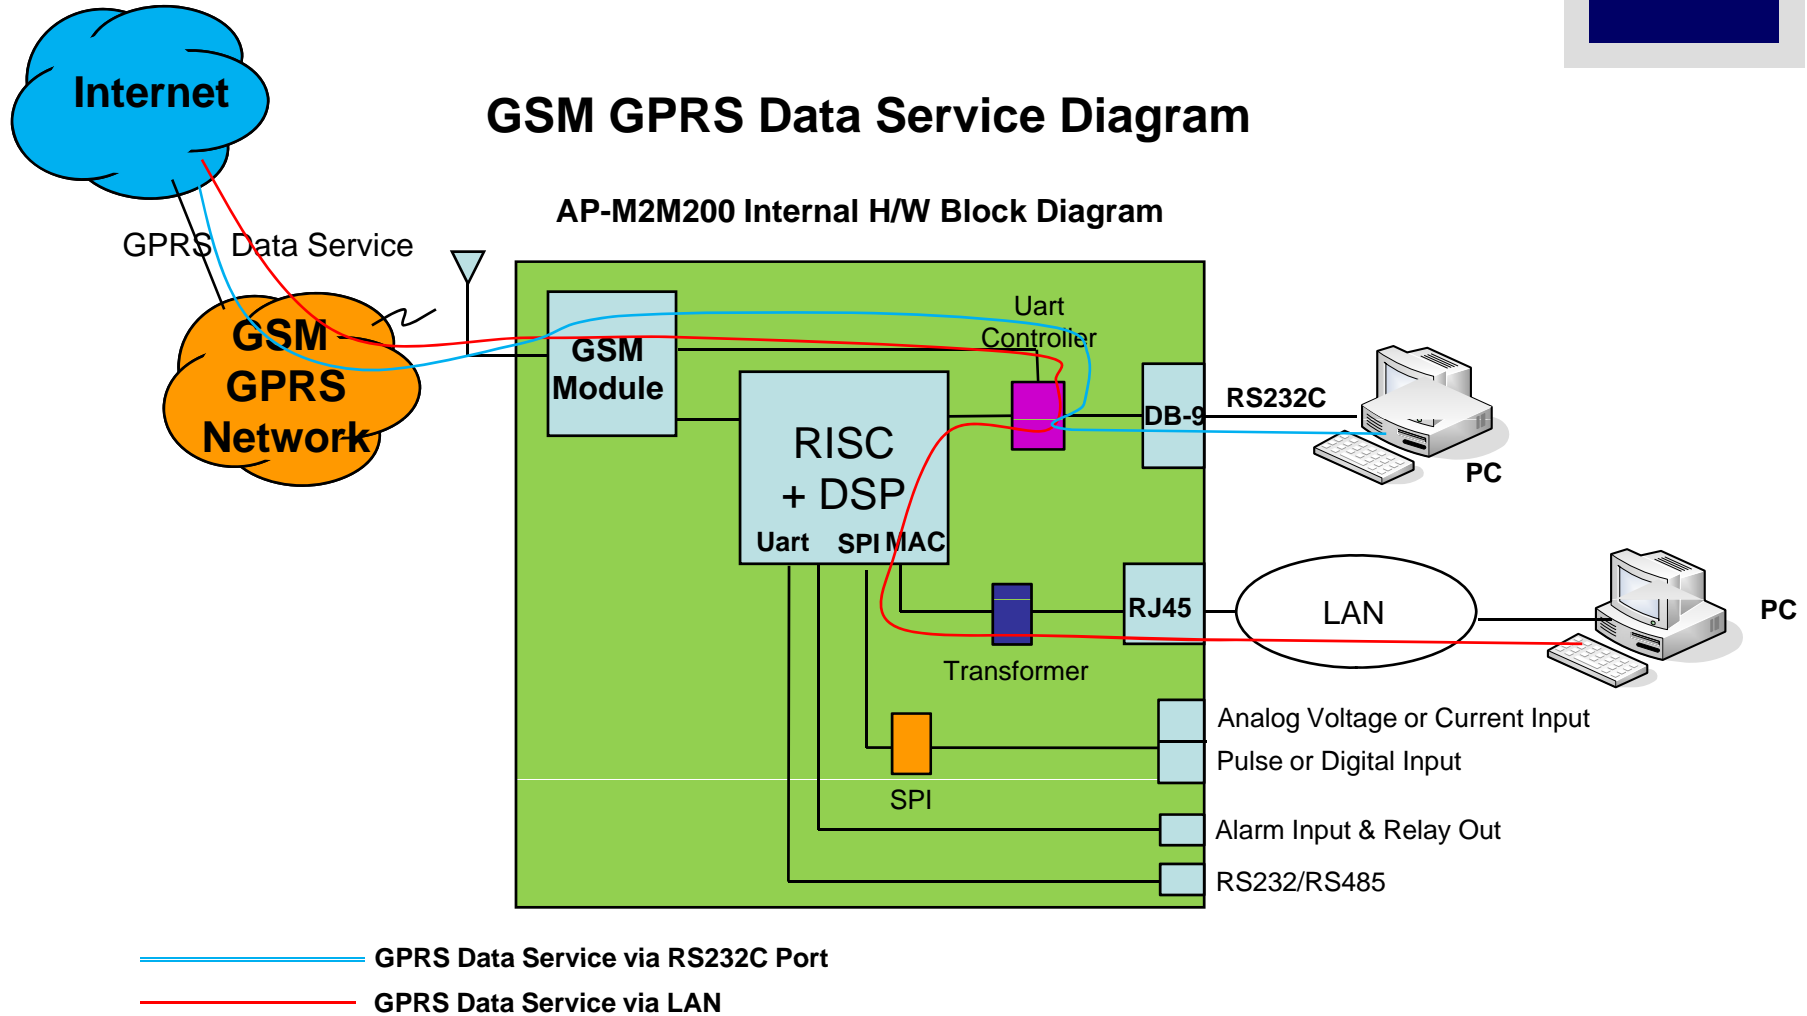 Internet
GSM GPRS Data Service Diagram
AP-M2M200 Internal H/W Block Diagram
GPRS Data Service
GSM
GPRS
Network
GSM
Module
Uart
Controller
RISC
+ DSP
Uart SPI MAC
DB-9
RS232C
PC
RJ45
LAN
PC
Transformer
SPI
Analog Voltage or Current Input
Pulse or Digital Input
Alarm Input & Relay Out
RS232/RS485
GPRS Data Service via RS232C Port
GPRS Data Service via LAN